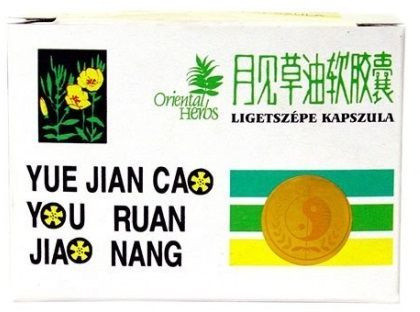 Oriental
Herbs
月见草油软胶囊
LIGETSZÉPE KAPSZULA
YUE JIAN CAO
YOU RUAN
JIAO NANG